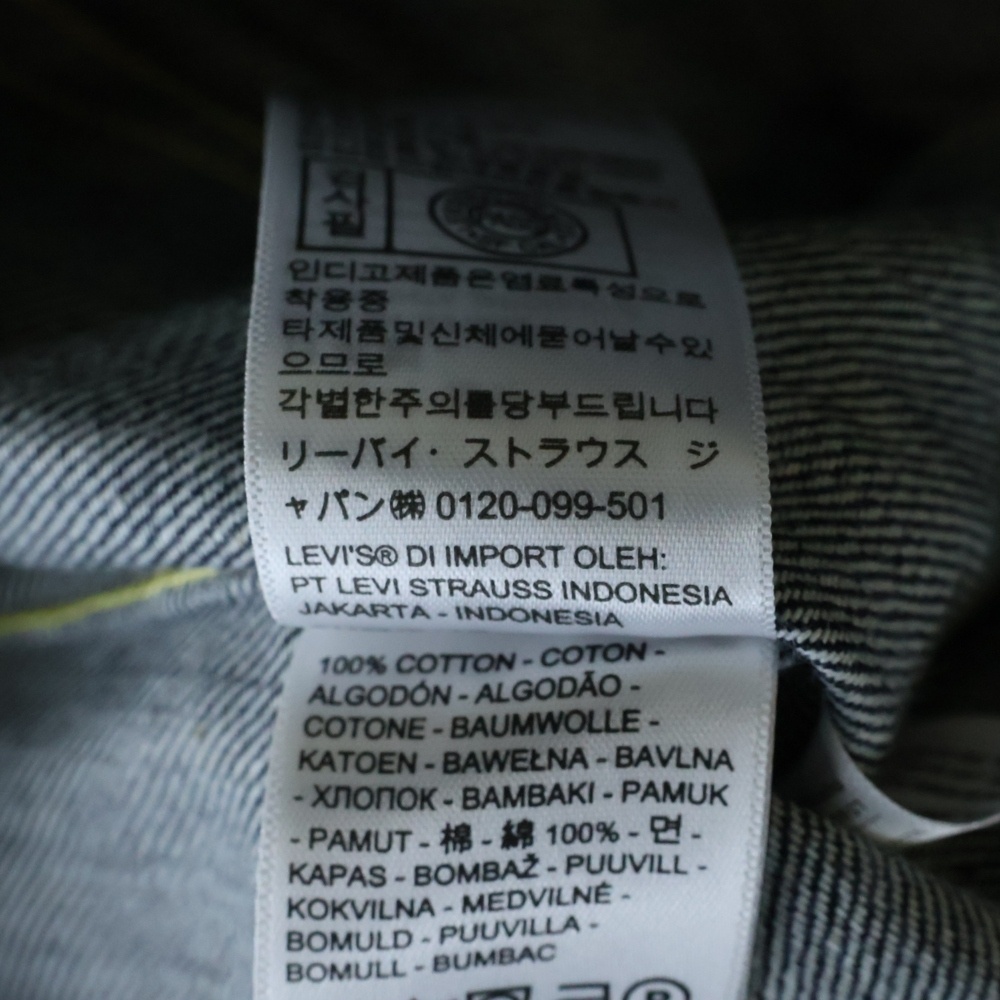 인디고제품은염료특성으로
착용중
타제품및신체에묻어날수있
으므로
각별한주의를당부드립니다
リーバイ・ストラウス ジ
ャパン㈱ 0120-099-501
LEVI'S® DI IMPORT OLEH:
PT LEVI STRAUSS INDONESIA
JAKARTA - INDONESIA
100% COTTON - COTON -
ALGODÓN - ALGODÃO -
COTONE - BAUMWOLLE -
KATOEN - BAWEŁNA - BAVLNA
- ХЛОПОК - BAMBAKI - PAMUK
- PAMUT - 棉 - 綿 100% - 면 -
KAPAS - BOMBAŽ - PUUVILL -
KOKVILNA - MEDVILNĖ -
BOMULD - PUUVILLA -
BOMULL - BUMBAC